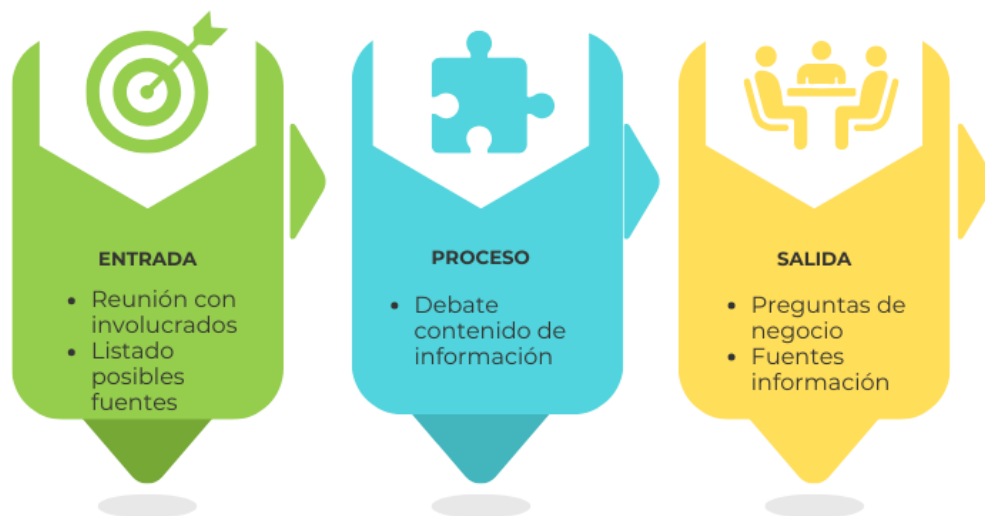 ENTRADA
• Reunión con
involucrados
• Listado
posibles
fuentes
PROCESO
• Debate
contenido de
información
SALIDA
• Preguntas de
negocio
• Fuentes
información